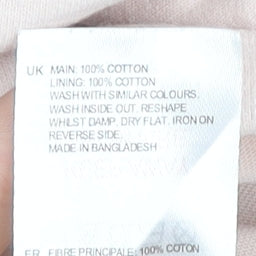 UK MAIN: 100% COTTON
LINING: 100% COTTON
WASH WITH SIMILAR COLOURS,
WASH INSIDE OUT. RESHAPE
WHILST DAMP. DRY FLAT. IRON ON
REVERSE SIDE.
MADE IN BANGLADESH
FR FIBRE PRINCIPALE: 100% COTON